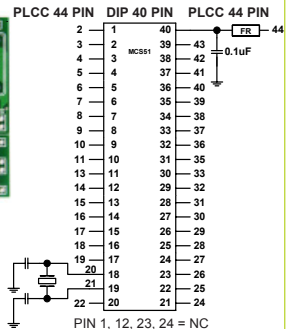 PLCC 44 PIN DIP 40 PIN PLCC 44 PIN
2 1 40 FR 44
3 2 MCS51 39 43
4 3 38 42 0.1uF
5 4 37 41
6 5 36 40
7 6 35 39
8 7 34 38
9 8 33 37
10 9 32 36
11 10 31 35
13 11 30 33
14 12 29 32
15 13 28 31
16 14 27 30
17 15 26 29
18 16 25 28
19 17 24 27
20 18 23 26
21 19 22 25
22 20 21 24
PIN 1, 12, 23, 24 = NC